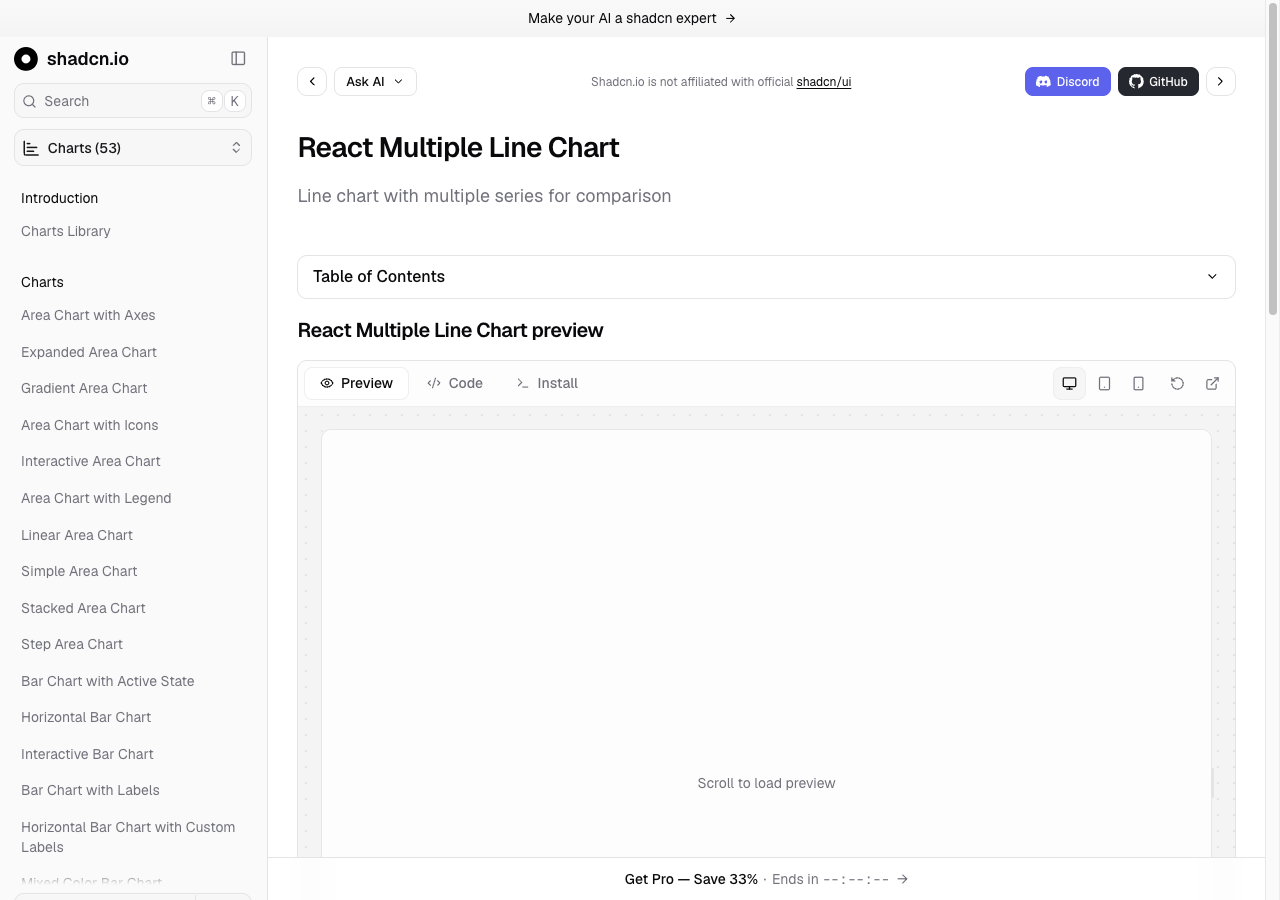 Make your AI a shadcn expert →
shadcn.io
Search ⌘ K
Charts (53)
Introduction
Charts Library
Charts
Area Chart with Axes
Expanded Area Chart
Gradient Area Chart
Area Chart with Icons
Interactive Area Chart
Area Chart with Legend
Linear Area Chart
Simple Area Chart
Stacked Area Chart
Step Area Chart
Bar Chart with Active State
Horizontal Bar Chart
Interactive Bar Chart
Bar Chart with Labels
Horizontal Bar Chart with Custom
Labels
Mixed Color Bar Chart
Ask AI
Shadcn.io is not affiliated with official shadcn/ui
Discord
GitHub
React Multiple Line Chart
Line chart with multiple series for comparison
Table of Contents
React Multiple Line Chart preview
Preview
Code
Install
Scroll to load preview
Get Pro — Save 33% · Ends in --:--:-- →